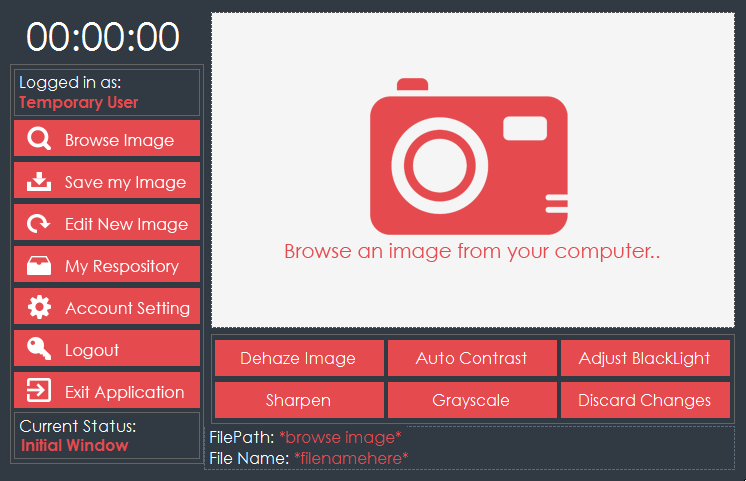 00:00:00
Logged in as:
Temporary User
Browse Image
Save my Image
Edit New Image
My Respository
Account Setting
Logout
Exit Application
Current Status:
Initial Window
Browse an image from your computer..
Dehaze Image
Auto Contrast
Adjust BlackLight
Sharpen
Grayscale
Discard Changes
FilePath: *browse image*
File Name: *filenamehere*